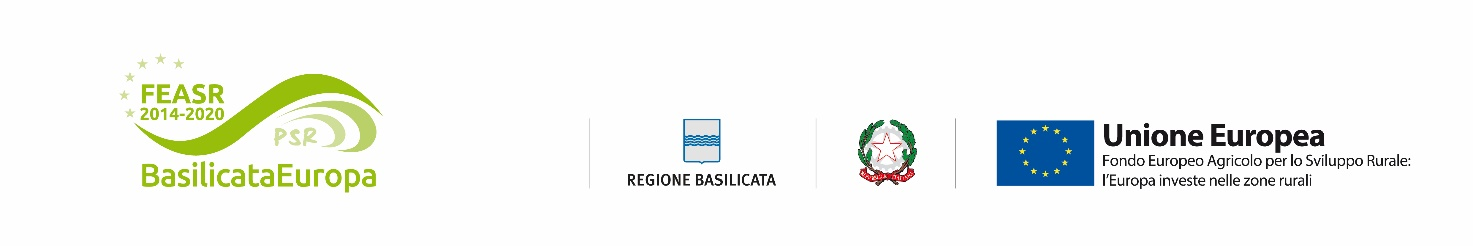 FEASR
2014-2020
PSR
BasilicataEuropa
REGIONE BASILICATA
Unione Europea
Fondo Europeo Agricolo per lo Sviluppo Rurale:
l'Europa investe nelle zone rurali